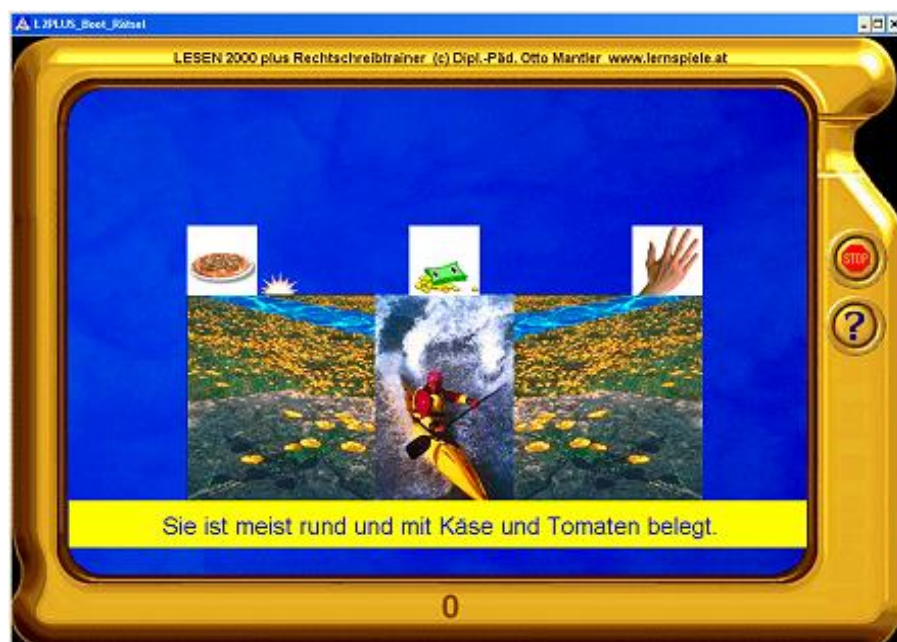 L2PLUS_Boot_Rätsel
LESEN 2000 plus Rechtschreibtrainer (c) Dipl.-Päd. Otto Mantler www.lernspiele.at
STOP
?
Sie ist meist rund und mit Käse und Tomaten belegt.
0